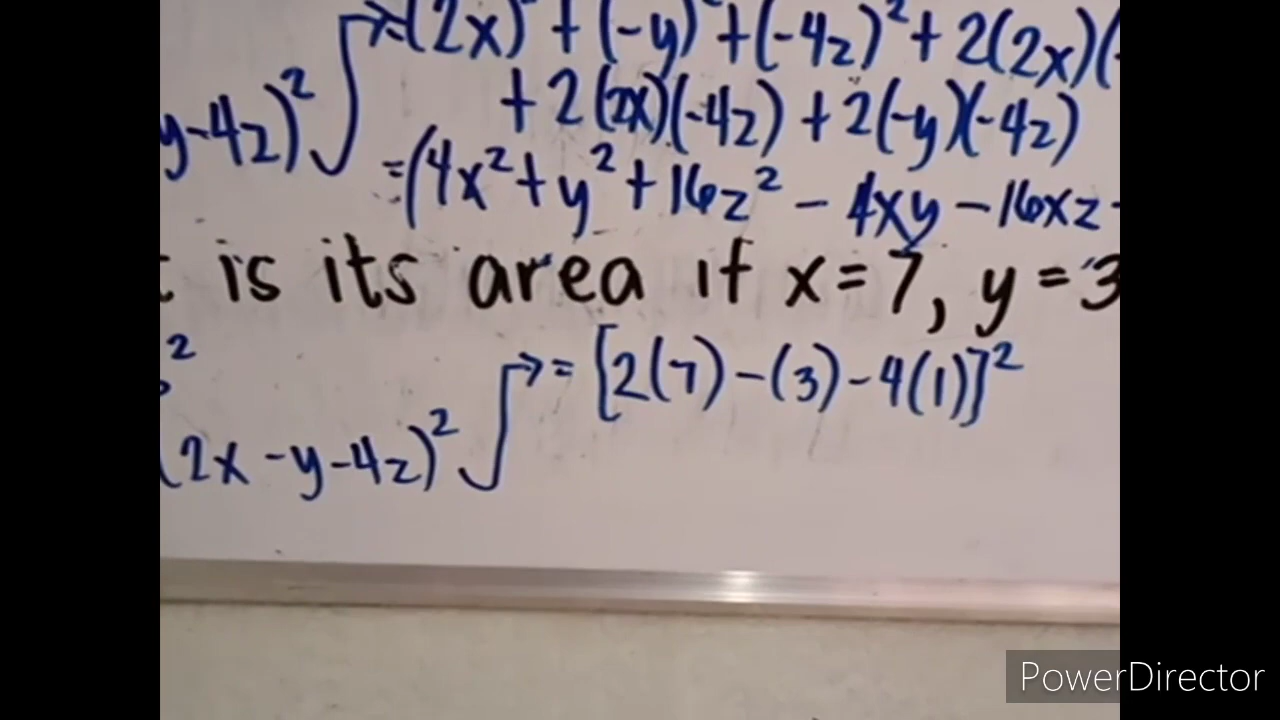 =(2x)² + (-y)² + (-4z)² + 2(2x)(
y-4z)²
+ 2(2x)(-4z) + 2(-y)(-4z)
=(4x² + y² + 16z² - 4xy - 16xz -
is its area if x=7, y=3
2
= [2(7)-(3)-4(1)]²
(2x-y-4z)²
PowerDirector